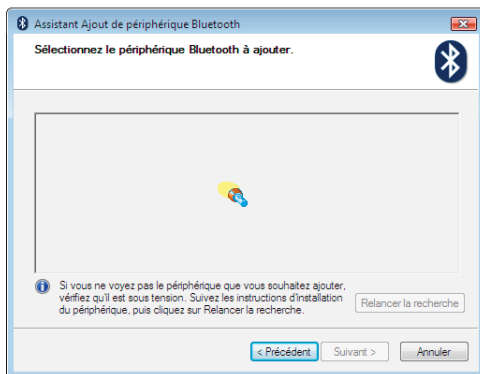 Assistant Ajout de périphérique Bluetooth
Sélectionnez le périphérique Bluetooth à ajouter.
Si vous ne voyez pas le périphérique que vous souhaitez ajouter,
vérifiez qu'il est sous tension. Suivez les instructions d'installation
du périphérique, puis cliquez sur Relancer la recherche.
Relancer la recherche
< Précédent
Suivant >
Annuler